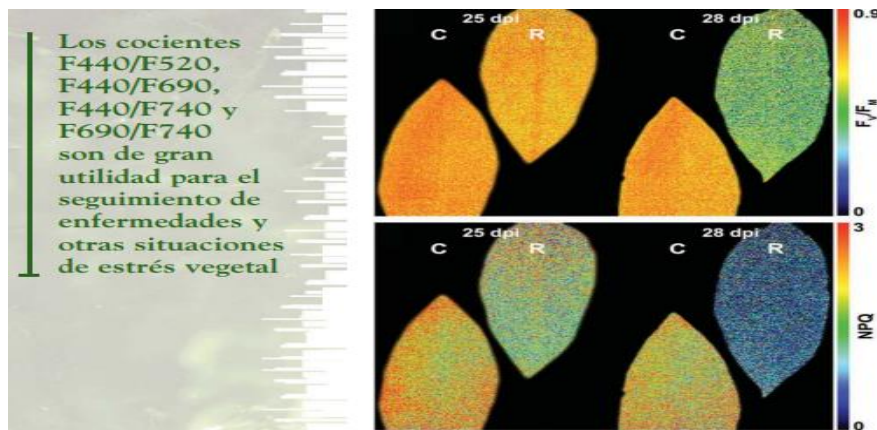 Los cocientes
F440/F520,
F440/F690,
F440/F740 y
F690/F740
son de gran
utilidad para el
seguimiento de
enfermedades y
otras situaciones
de estrés vegetal
25 dpi 28 dpi
C R C R
0.9
Fv/FM
0
25 dpi 28 dpi
C R C R
3
NPQ
0